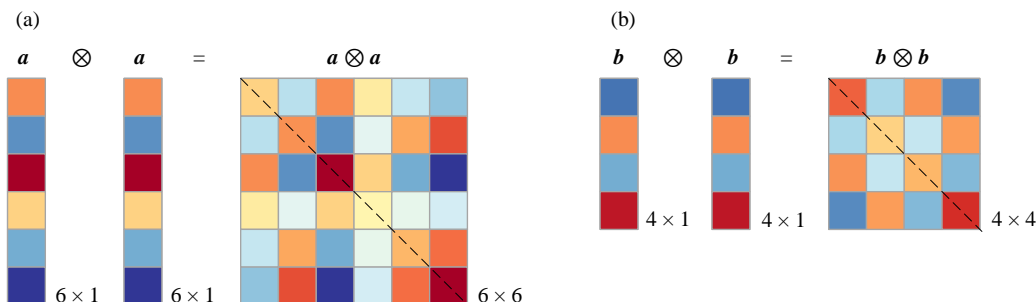 (a)
a ⊗ a = a ⊗ a
6 × 1
6 × 1
6 × 6
(b)
b ⊗ b = b ⊗ b
4 × 1
4 × 1
4 × 4